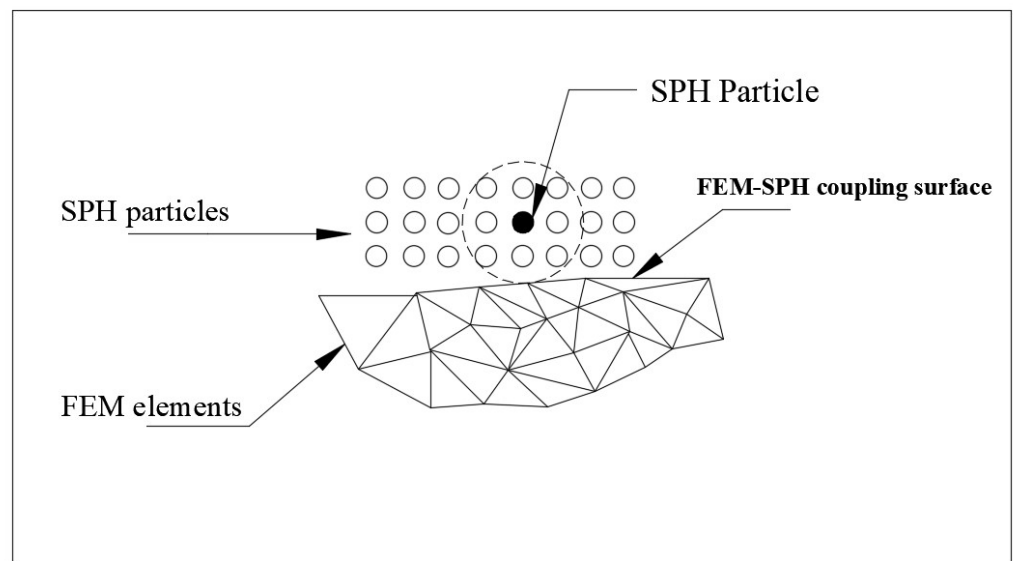 SPH Particle
FEM-SPH coupling surface
SPH particles
FEM elements